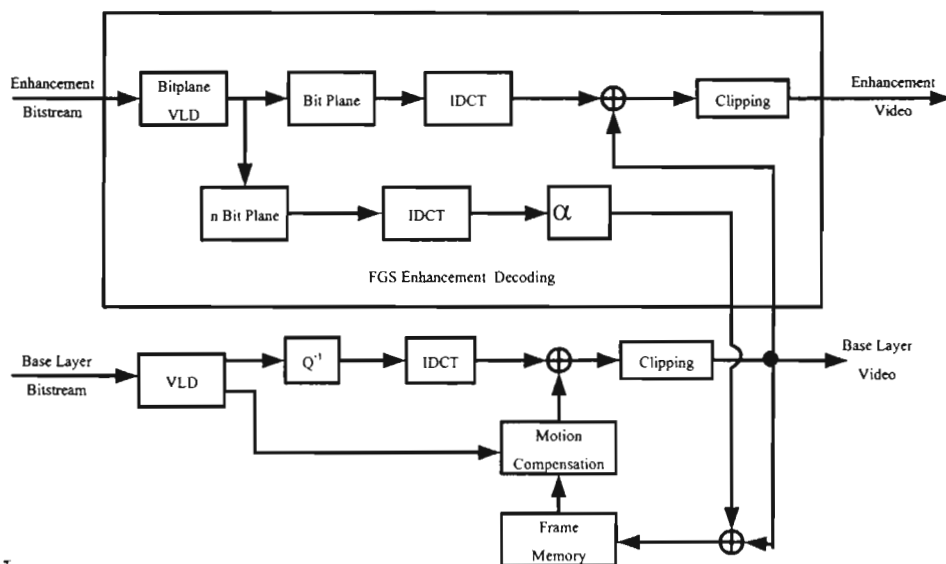 Enhancement
Bitstream
Bitplane
VLD
Bit Plane
IDCT
Clipping
Enhancement
Video
n Bit Plane
IDCT
α
FGS Enhancement Decoding
Base Layer
Bitstream
VLD
Q⁻¹
IDCT
Clipping
Base Layer
Video
Motion
Compensation
Frame
Memory